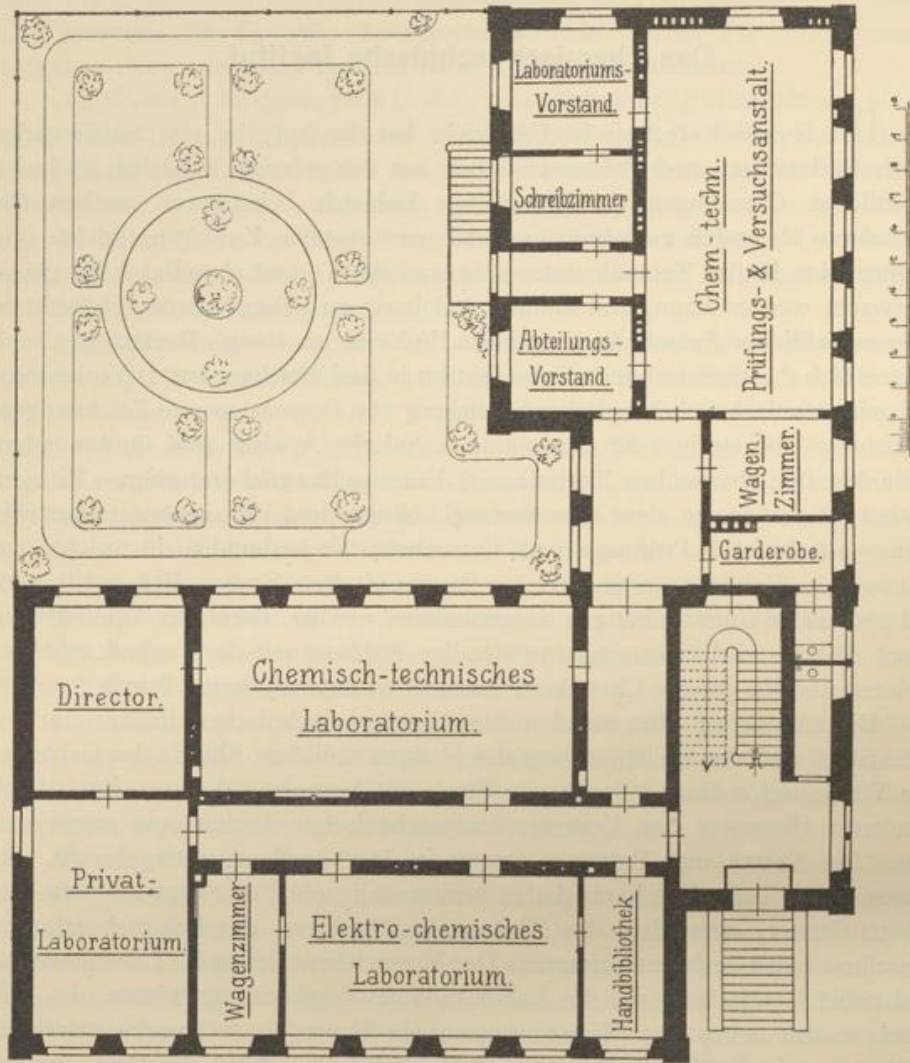 Laboratoriums-
Vorstand.
Schreibzimmer
Abteilungs-
Vorstand.
Chem. techn.
Prüfungs- & Versuchsanstalt.
Wagen
Zimmer.
Garderobe.
Director.
Chemisch-technisches
Laboratorium.
Privat-
Laboratorium.
Wagenzimmer
Elektro-chemisches
Laboratorium.
Handbibliothek